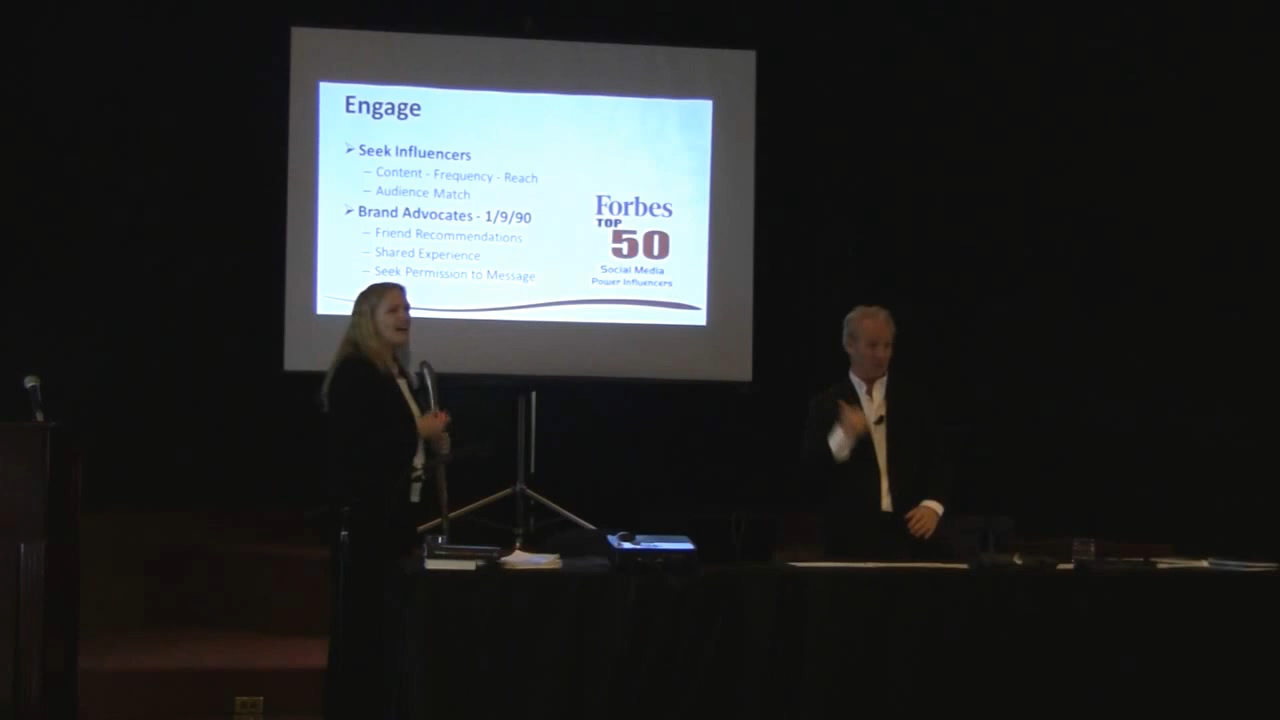 Engage
➢ Seek Influencers
– Content - Frequency - Reach
– Audience Match
➢ Brand Advocates - 1/9/90
– Friend Recommendations
– Shared Experience
– Seek Permission to Message
Forbes
TOP
50
Social Media
Power Influencers